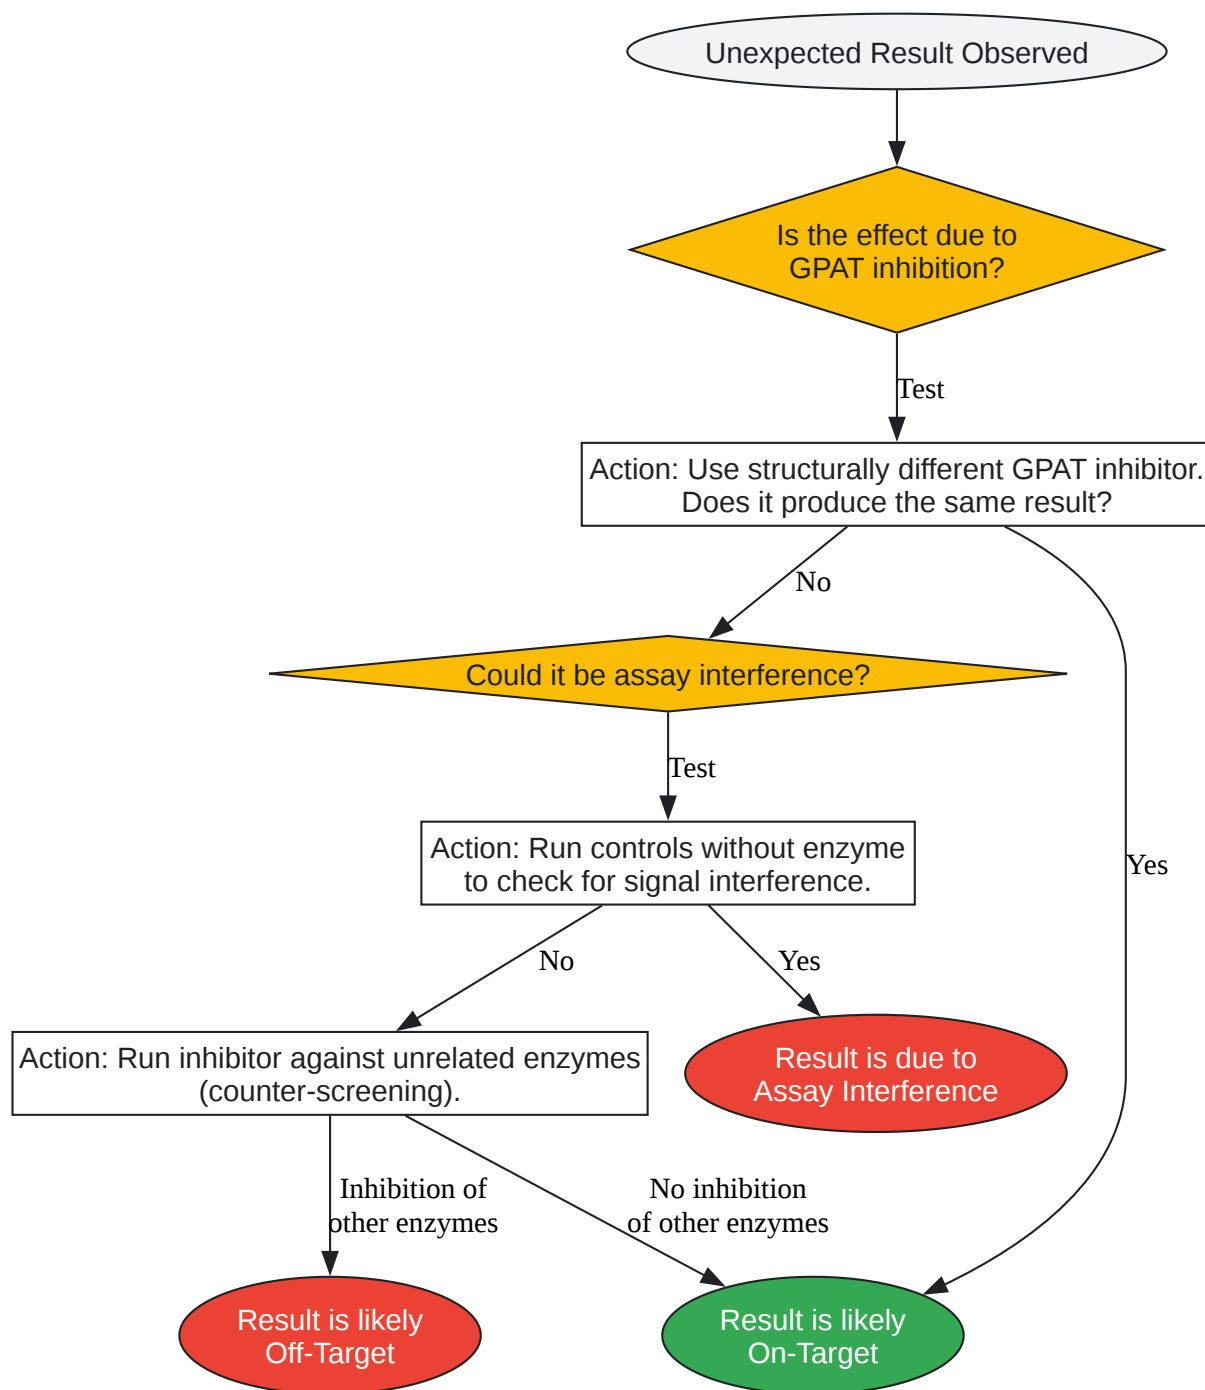 Unexpected Result Observed
Is the effect due to
GPAT inhibition?
Test
Action: Use structurally different GPAT inhibitor.
Does it produce the same result?
No
Could it be assay interference?
Test
Action: Run controls without enzyme
to check for signal interference.
Yes
No
Yes
Action: Run inhibitor against unrelated enzymes
(counter-screening).
Result is due to
Assay Interference
Inhibition of
other enzymes
No inhibition
of other enzymes
Result is likely
Off-Target
Result is likely
On-Target